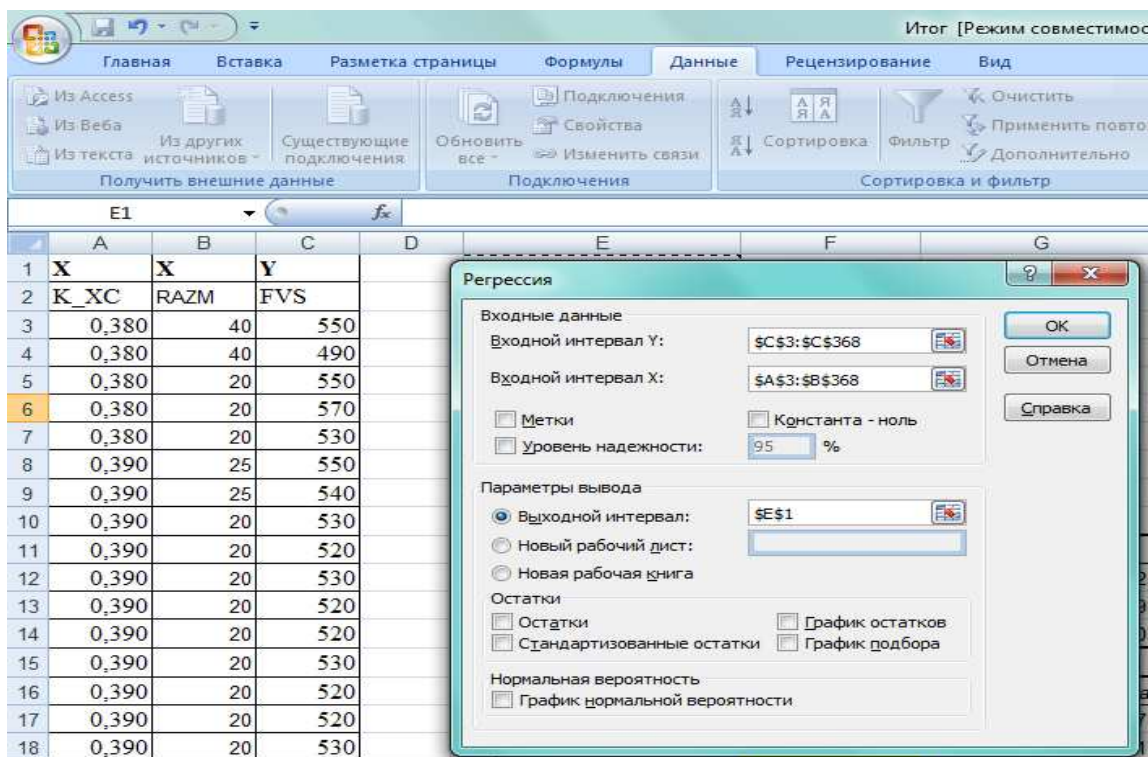 Итог [Режим совместимос
Главная Вставка Разметка страницы Формулы Данные Рецензирование Вид
Из Access
Из Веба
Из текста
Из других источников
Существующие подключения
Получить внешние данные
Обновить все
Подключения
Свойства
Изменить связи
Подключения
А Я
Я А
Сортировка
Фильтр
Очистить
Применить повто
Дополнительно
Сортировка и фильтр
E1 fx
A B C D E F G
1 X X Y
2 K_XC RAZM FVS
3 0,380 40 550
4 0,380 40 490
5 0,380 20 550
6 0,380 20 570
7 0,380 20 530
8 0,390 25 550
9 0,390 25 540
10 0,390 20 530
11 0,390 20 520
12 0,390 20 530
13 0,390 20 520
14 0,390 20 520
15 0,390 20 530
16 0,390 20 520
17 0,390 20 520
18 0,390 20 530
Регрессия
Входные данные
Входной интервал Y: $C$3:$C$368
Входной интервал X: $A$3:$B$368
Метки Константа - ноль
Уровень надежности: 95 %
Параметры вывода
Выходной интервал: $E$1
Новый рабочий лист:
Новая рабочая книга
Остатки
Остатки График остатков
Стандартизованные остатки График подбора
Нормальная вероятность
График нормальной вероятности
OK
Отмена
Справка